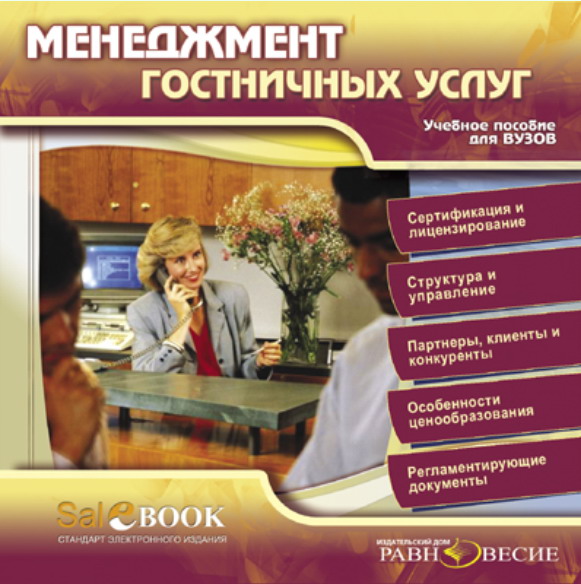 МЕНЕДЖМЕНТ
ГОСТНИЧНЫХ УСЛУГ
Учебное пособие
для ВУЗОВ
Сертификация и
лицензирование
Структура и
управление
Партнеры, клиенты и
конкуренты
Особенности
ценообразования
Регламентирующие
документы
SaleBOOK
СТАНДАРТ ЭЛЕКТРОННОГО ИЗДАНИЯ
ИЗДАТЕЛЬСКИЙ ДОМ
РАВНОВЕСИЕ